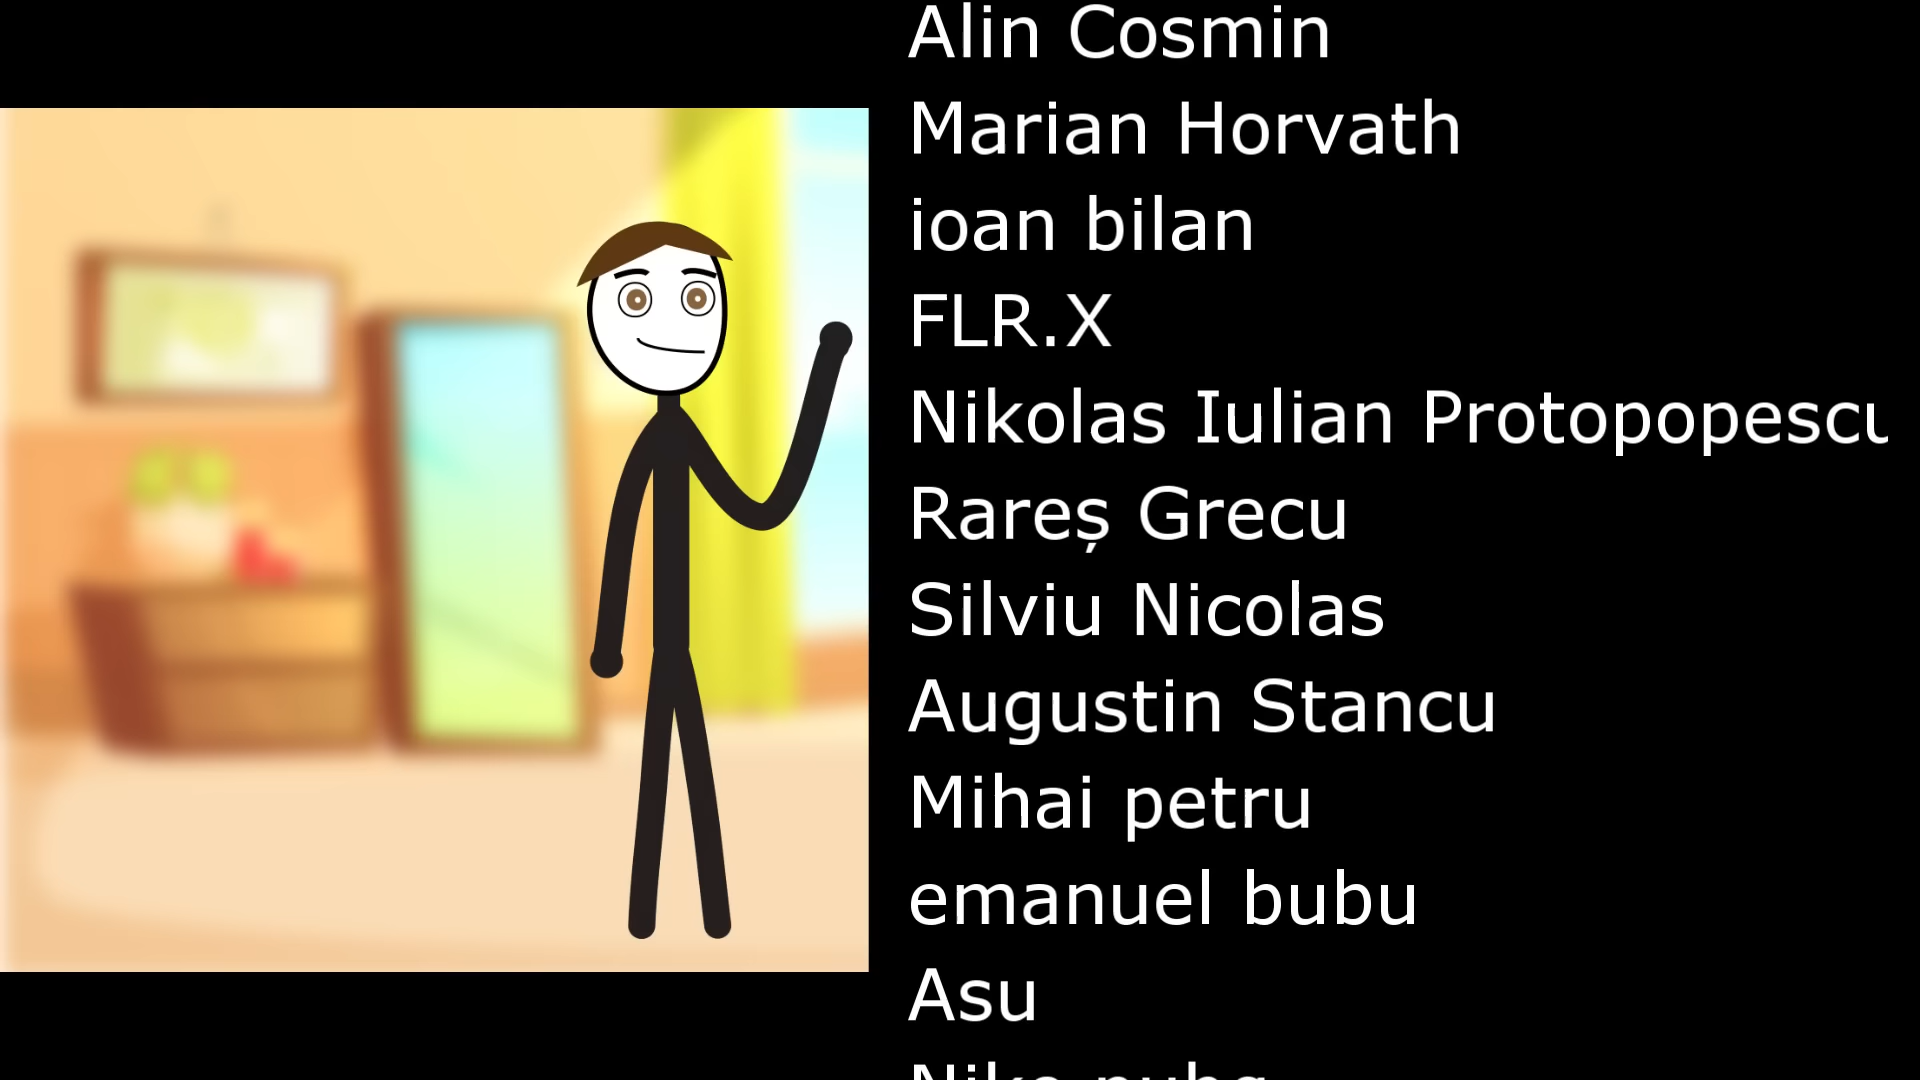 Alin Cosmin
Marian Horvath
ioan bilan
FLR.X
Nikolas Iulian Protopopescu
Rareș Grecu
Silviu Nicolas
Augustin Stancu
Mihai petru
emanuel bubu
Asu